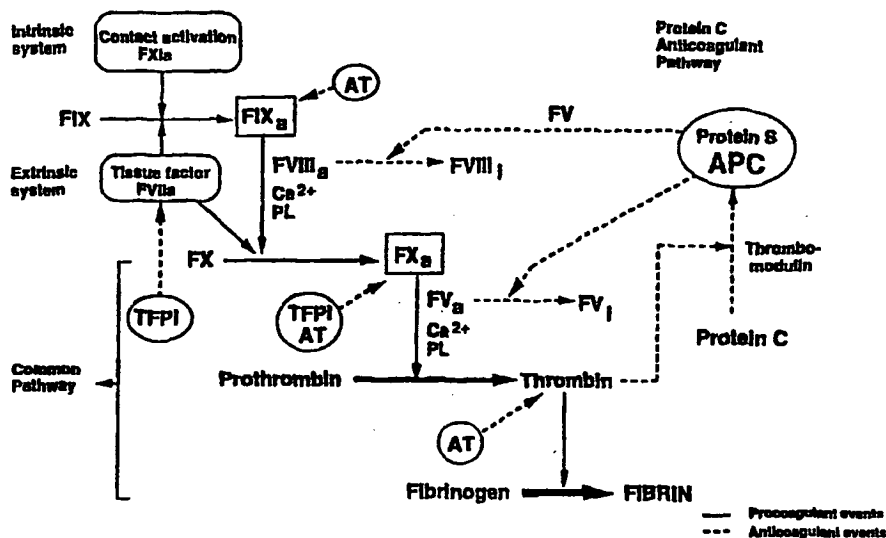 Intrinsic
system
Contact activation
FXIa
Protein C
Anticoagulant
Pathway
AT
FIX
FIXa
FV
Protein S
APC
Extrinsic
system
Tissue factor
FVIIa
FVIIIa
FVIIIi
Ca2+
PL
FX
FXa
Thrombo-
modulin
TFPI
TFPI
AT
FVa
FVi
Ca2+
PL
Protein C
Common
Pathway
Prothrombin
Thrombin
AT
Fibrinogen
FIBRIN
Procoagulant events
Anticoagulant events